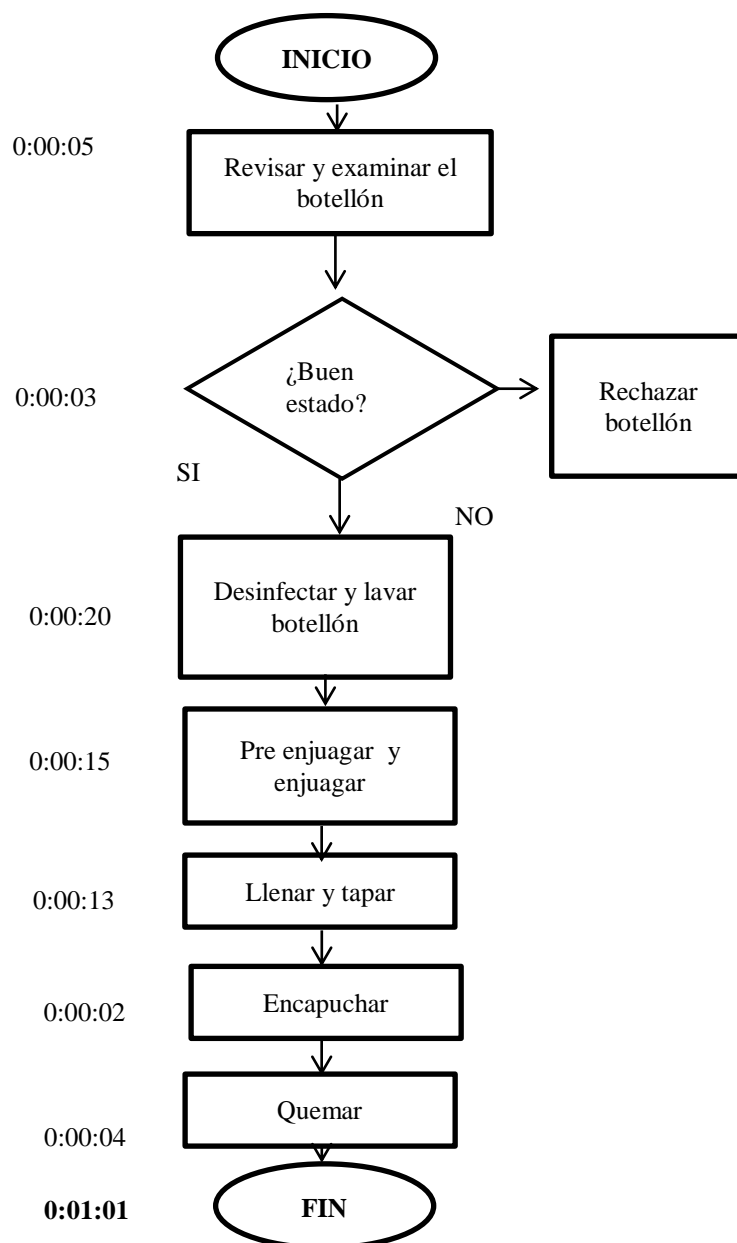 INICIO
0:00:05
Revisar y examinar el
botellón
¿Buen
estado?
0:00:03
Rechazar
botellón
SI
NO
Desinfectar y lavar
botellón
0:00:20
Pre enjuagar y
enjuagar
0:00:15
Llenar y tapar
0:00:13
Encapuchar
0:00:02
Quemar
0:00:04
0:01:01
FIN